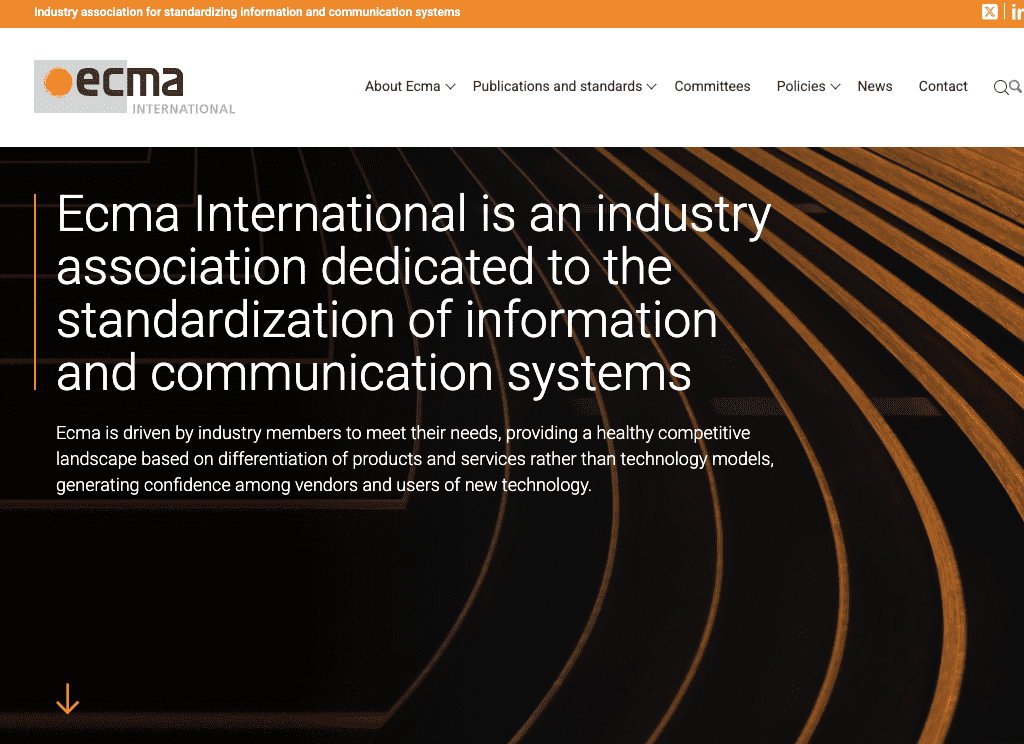 Industry association for standardizing information and communication systems
ecma
INTERNATIONAL
About Ecma
Publications and standards
Committees
Policies
News
Contact
Ecma International is an industry
association dedicated to the
standardization of information
and communication systems
Ecma is driven by industry members to meet their needs, providing a healthy competitive
landscape based on differentiation of products and services rather than technology models,
generating confidence among vendors and users of new technology.